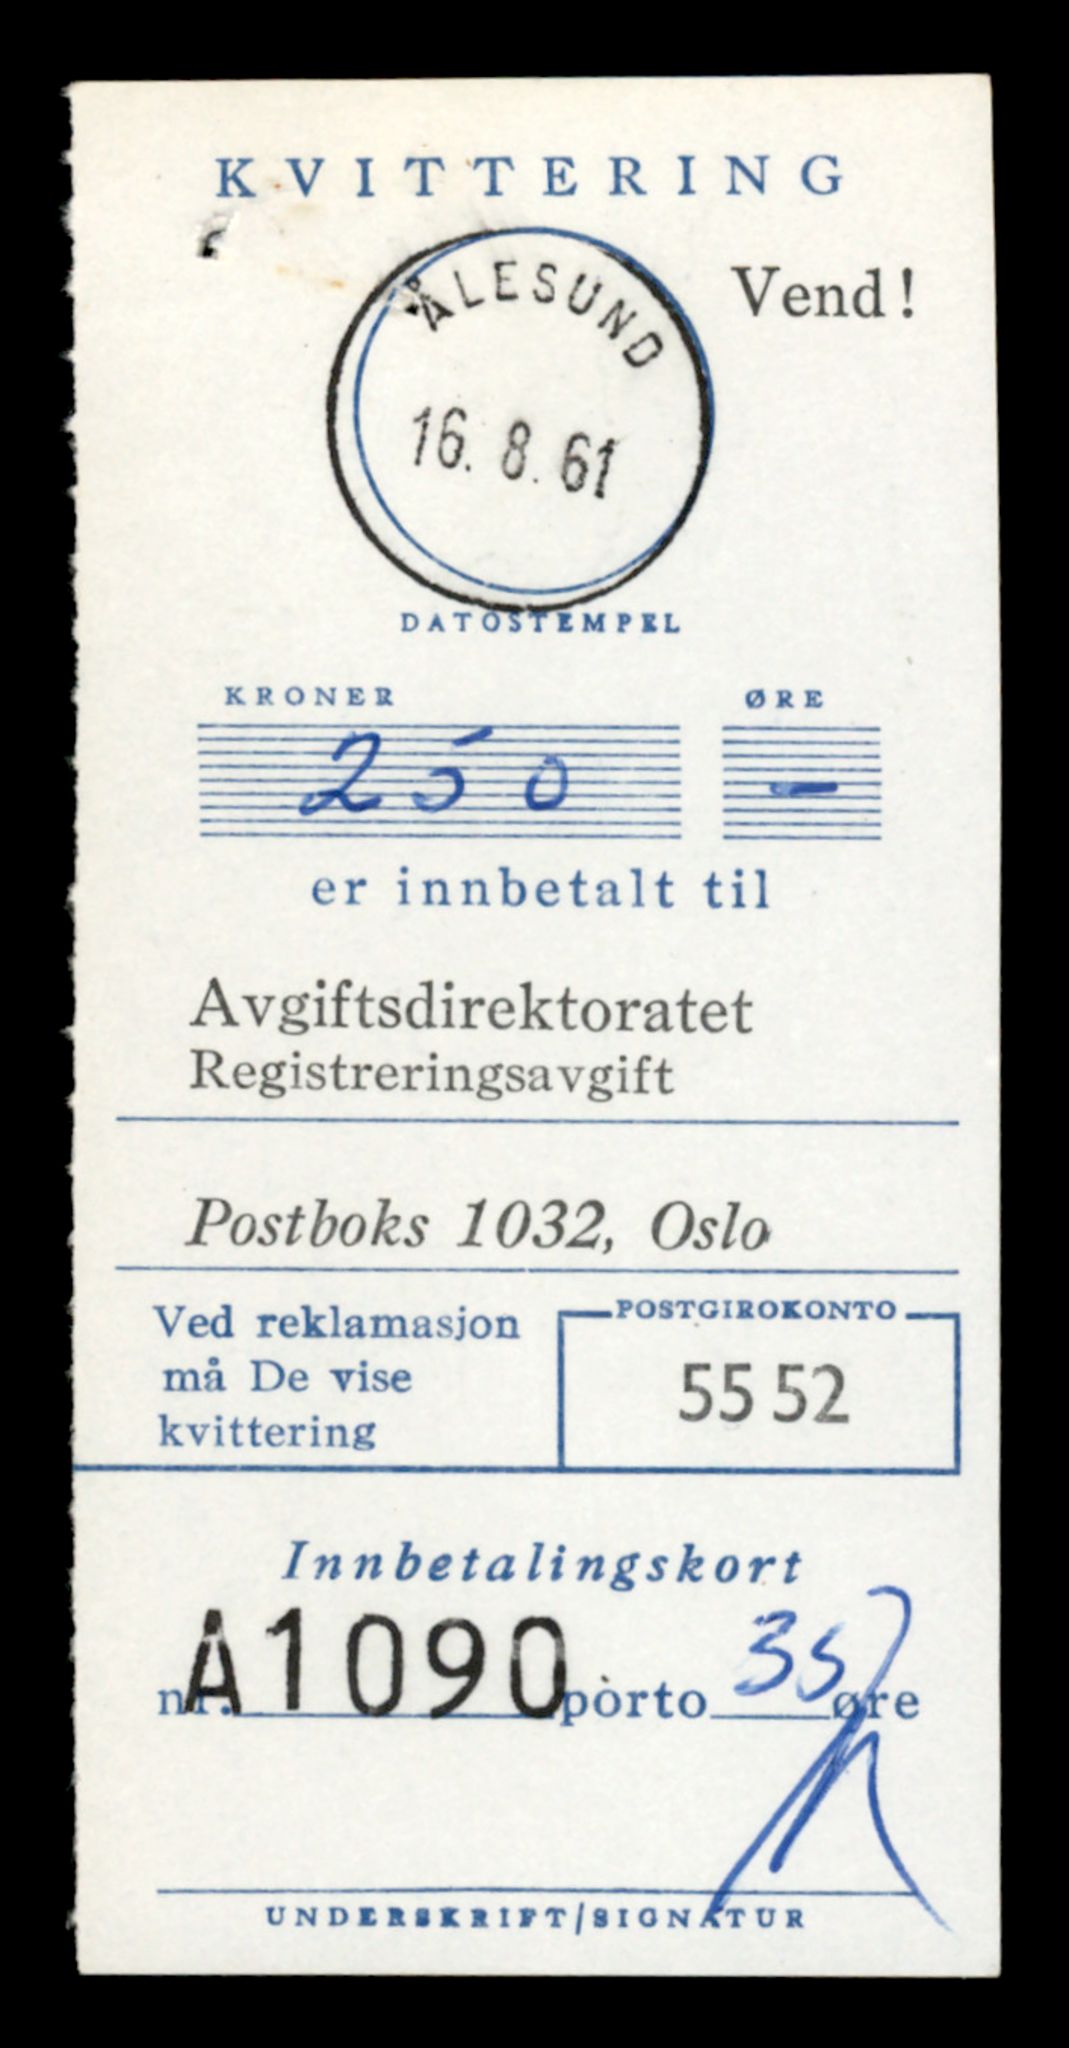 KVITTERING
Vend!
ÅLESUND
16. 8. 61
DATOSTEMPEL
KRONER ØRE
250 -
er innbetalt til
Avgiftsdirektoratet
Registreringsavgift
Postboks 1032, Oslo
Ved reklamasjon
må De vise
kvittering
POSTGIROKONTO
55 52
Innbetalingskort
nr. A1090 porto 35 øre
UNDERSKRIFT/SIGNATUR